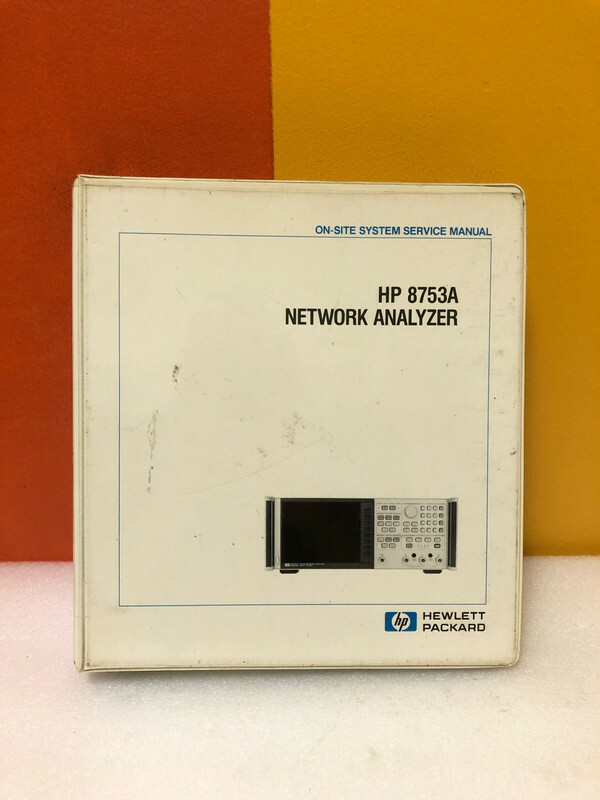 ON-SITE SYSTEM SERVICE MANUAL
HP 8753A
NETWORK ANALYZER
hp HEWLETT
PACKARD